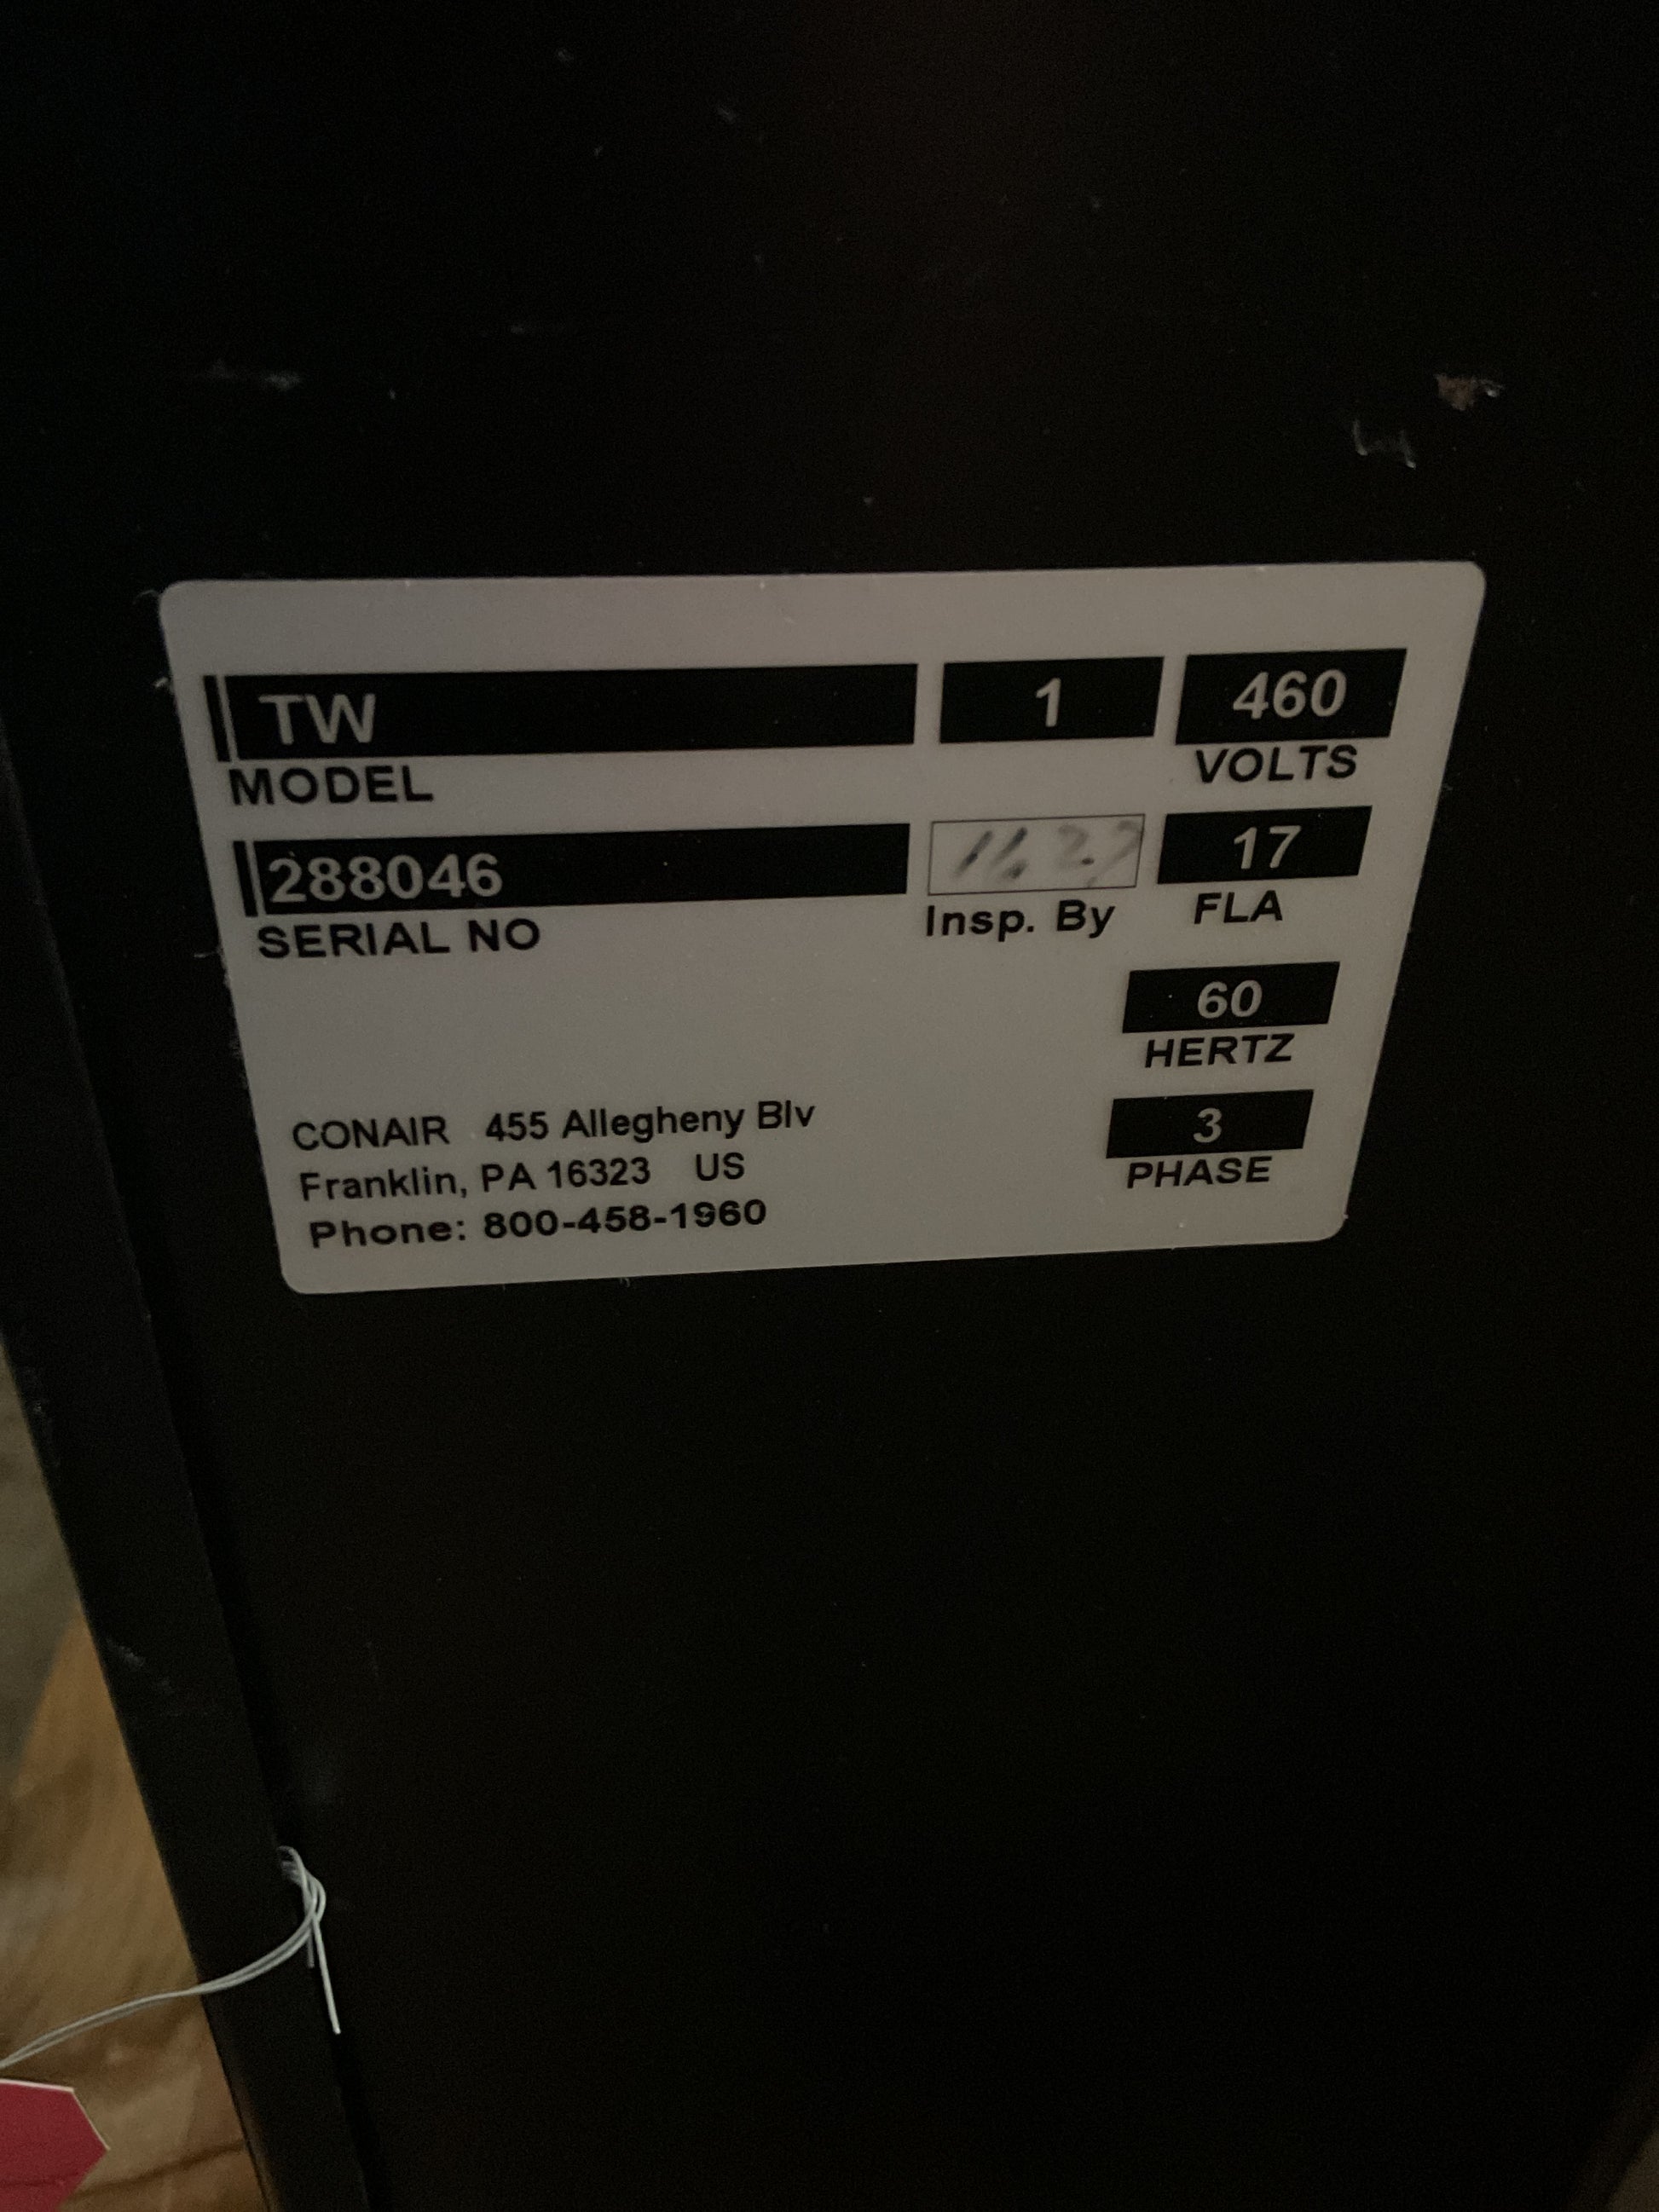 TW 1 460
MODEL VOLTS
288046 17
SERIAL NO Insp. By FLA
60
HERTZ
3
PHASE
CONAIR 455 Allegheny Blv
Franklin, PA 16323 US
Phone: 800-458-1960